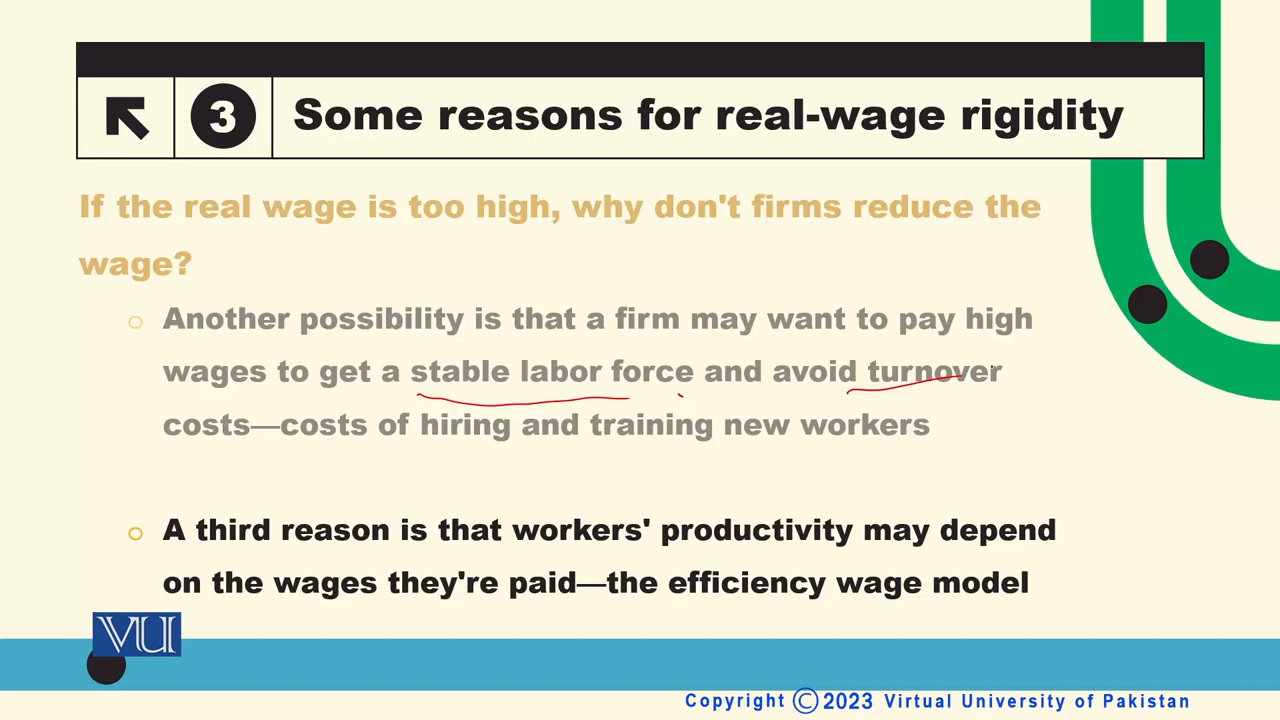 3 Some reasons for real-wage rigidity
If the real wage is too high, why don't firms reduce the
wage?
Another possibility is that a firm may want to pay high
wages to get a stable labor force and avoid turnover
costs—costs of hiring and training new workers
A third reason is that workers' productivity may depend
on the wages they're paid—the efficiency wage model
VU
Copyright © 2023 Virtual University of Pakistan